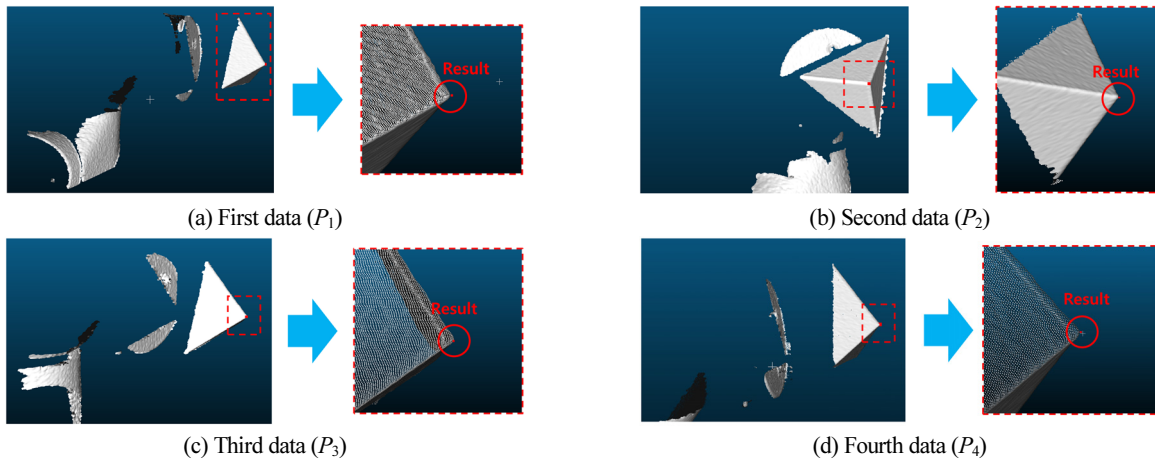 Result
Result
(a) First data (P₁)
(b) Second data (P₂)
Result
Result
(c) Third data (P₃)
(d) Fourth data (P₄)